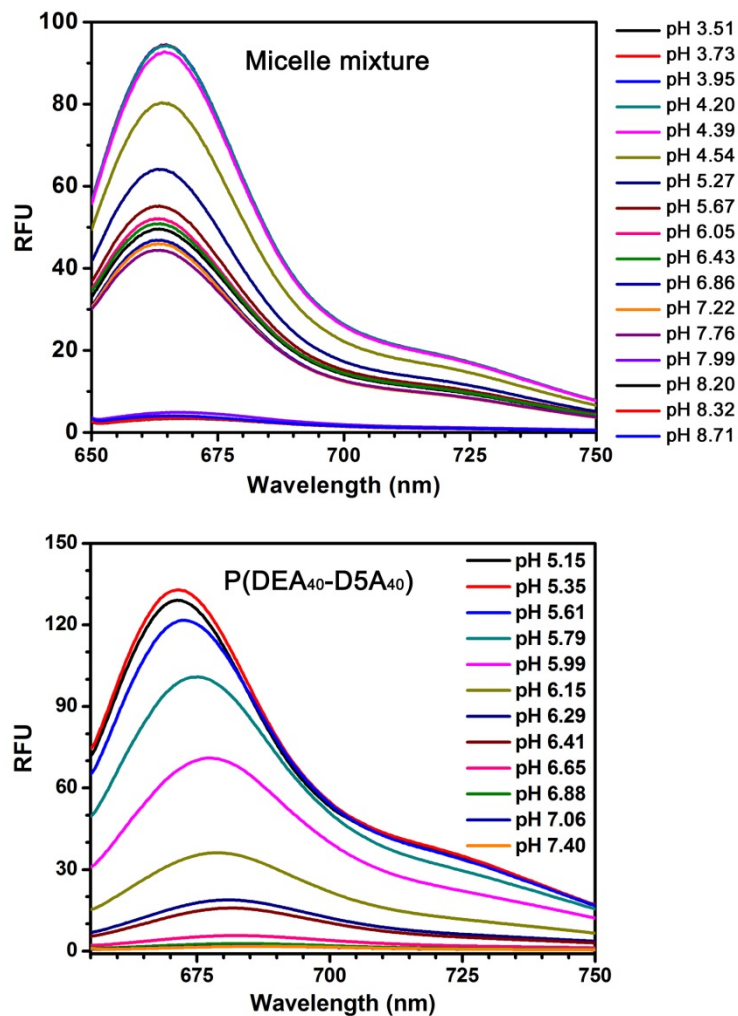 Micelle mixture
RFU
100
80
60
40
20
0
650
675
700
725
750
Wavelength (nm)
pH 3.51
pH 3.73
pH 3.95
pH 4.20
pH 4.39
pH 4.54
pH 5.27
pH 5.67
pH 6.05
pH 6.43
pH 6.86
pH 7.22
pH 7.76
pH 7.99
pH 8.20
pH 8.32
pH 8.71
P(DEA₄₀-D5A₄₀)
RFU
150
120
90
60
30
0
675
700
725
750
Wavelength (nm)
pH 5.15
pH 5.35
pH 5.61
pH 5.79
pH 5.99
pH 6.15
pH 6.29
pH 6.41
pH 6.65
pH 6.88
pH 7.06
pH 7.40